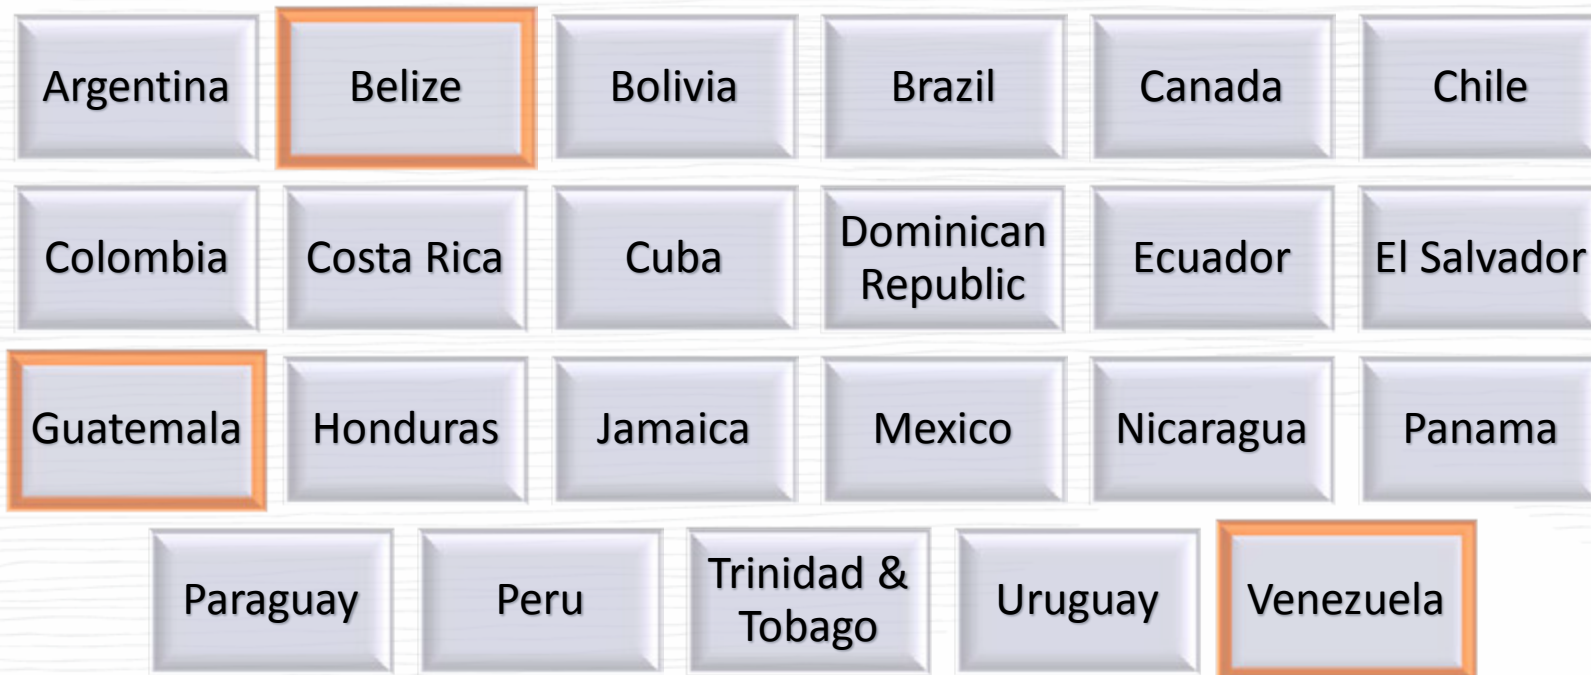 Argentina
Belize
Bolivia
Brazil
Canada
Chile
Colombia
Costa Rica
Cuba
Dominican
Republic
Ecuador
El Salvador
Guatemala
Honduras
Jamaica
Mexico
Nicaragua
Panama
Paraguay
Peru
Trinidad &
Tobago
Uruguay
Venezuela